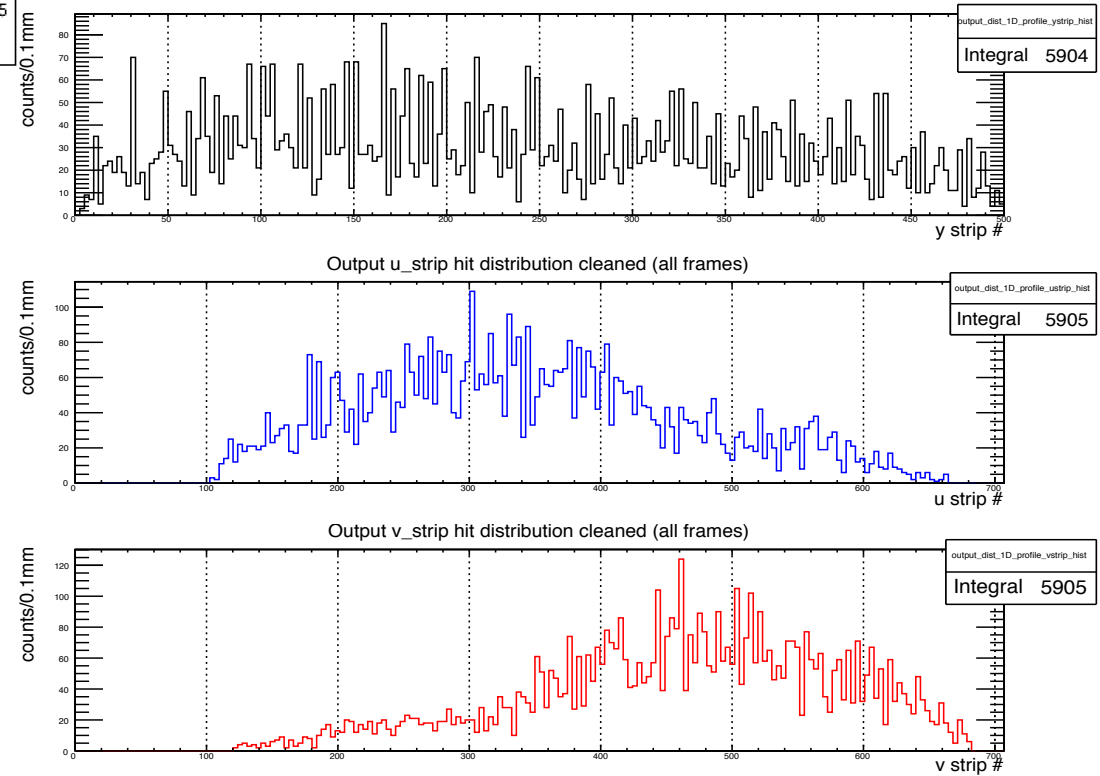 5
output_dist_1D_profile_ystrip_hist
Integral 5904
counts/0.1mm
80
70
60
50
40
30
20
10
0
0 50 100 150 200 250 300 350 400 450 500
y strip #
Output u_strip hit distribution cleaned (all frames)
output_dist_1D_profile_ustrip_hist
Integral 5905
counts/0.1mm
100
80
60
40
20
0
0 100 200 300 400 500 600 700
u strip #
Output v_strip hit distribution cleaned (all frames)
output_dist_1D_profile_vstrip_hist
Integral 5905
counts/0.1mm
120
100
80
60
40
20
0
0 100 200 300 400 500 600 700
v strip #